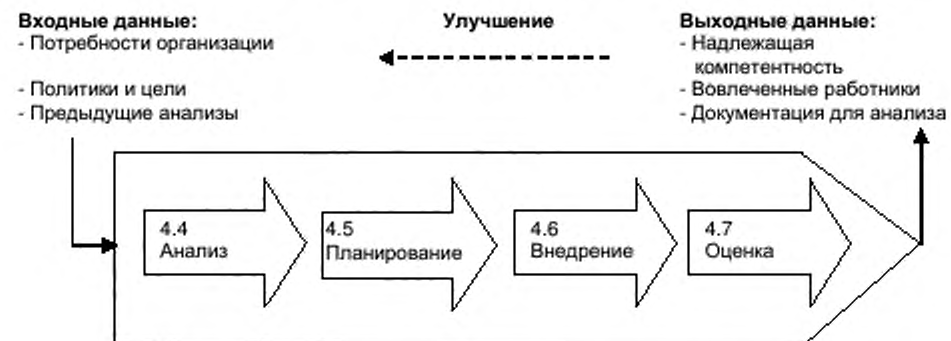 Входные данные:
- Потребности организации
- Политики и цели
- Предыдущие анализы
Улучшение
Выходные данные:
- Надлежащая
компетентность
- Вовлеченные работники
- Документация для анализа
4.4
Анализ
4.5
Планирование
4.6
Внедрение
4.7
Оценка